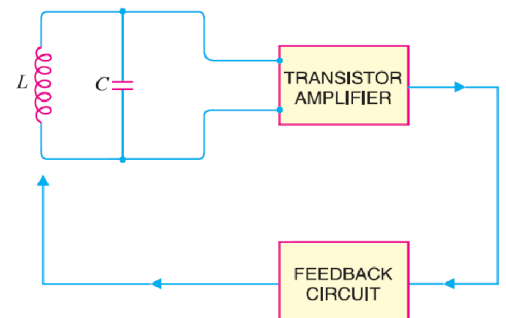 L
C
TRANSISTOR
AMPLIFIER
FEEDBACK
CIRCUIT